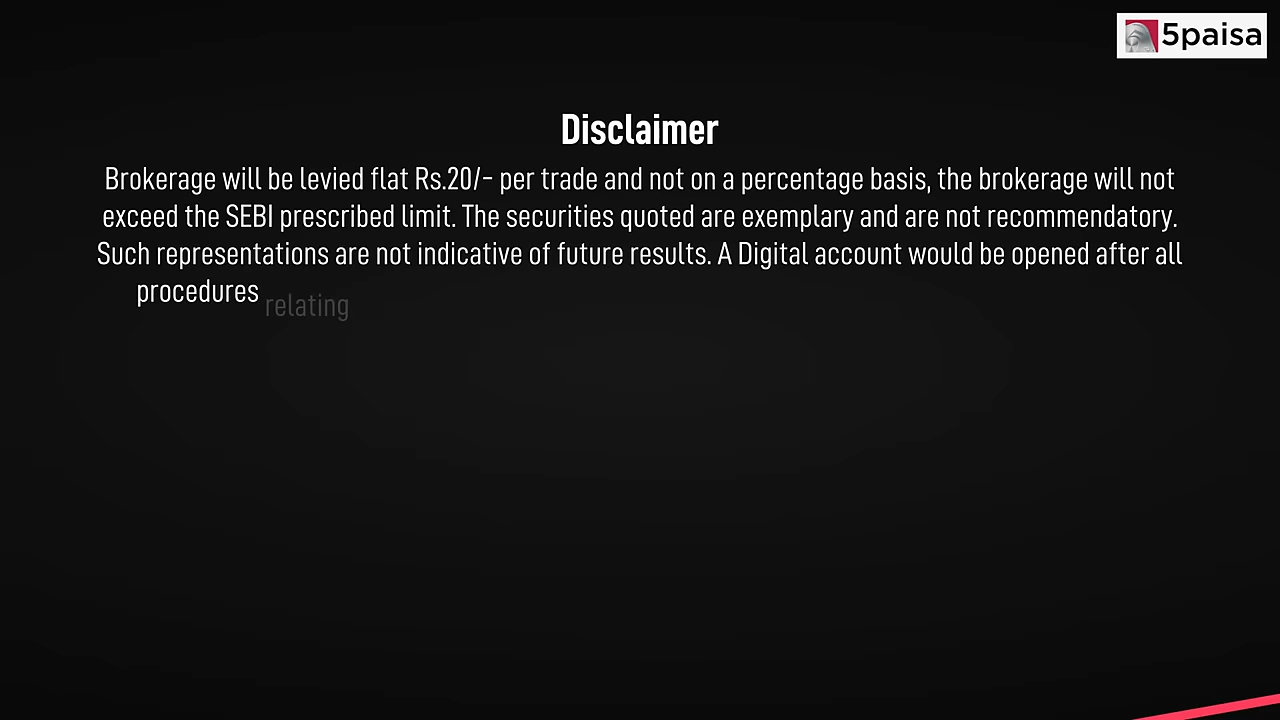 5paisa
Disclaimer
Brokerage will be levied flat Rs.20/- per trade and not on a percentage basis, the brokerage will not
exceed the SEBI prescribed limit. The securities quoted are exemplary and are not recommendatory.
Such representations are not indicative of future results. A Digital account would be opened after all
procedures relating